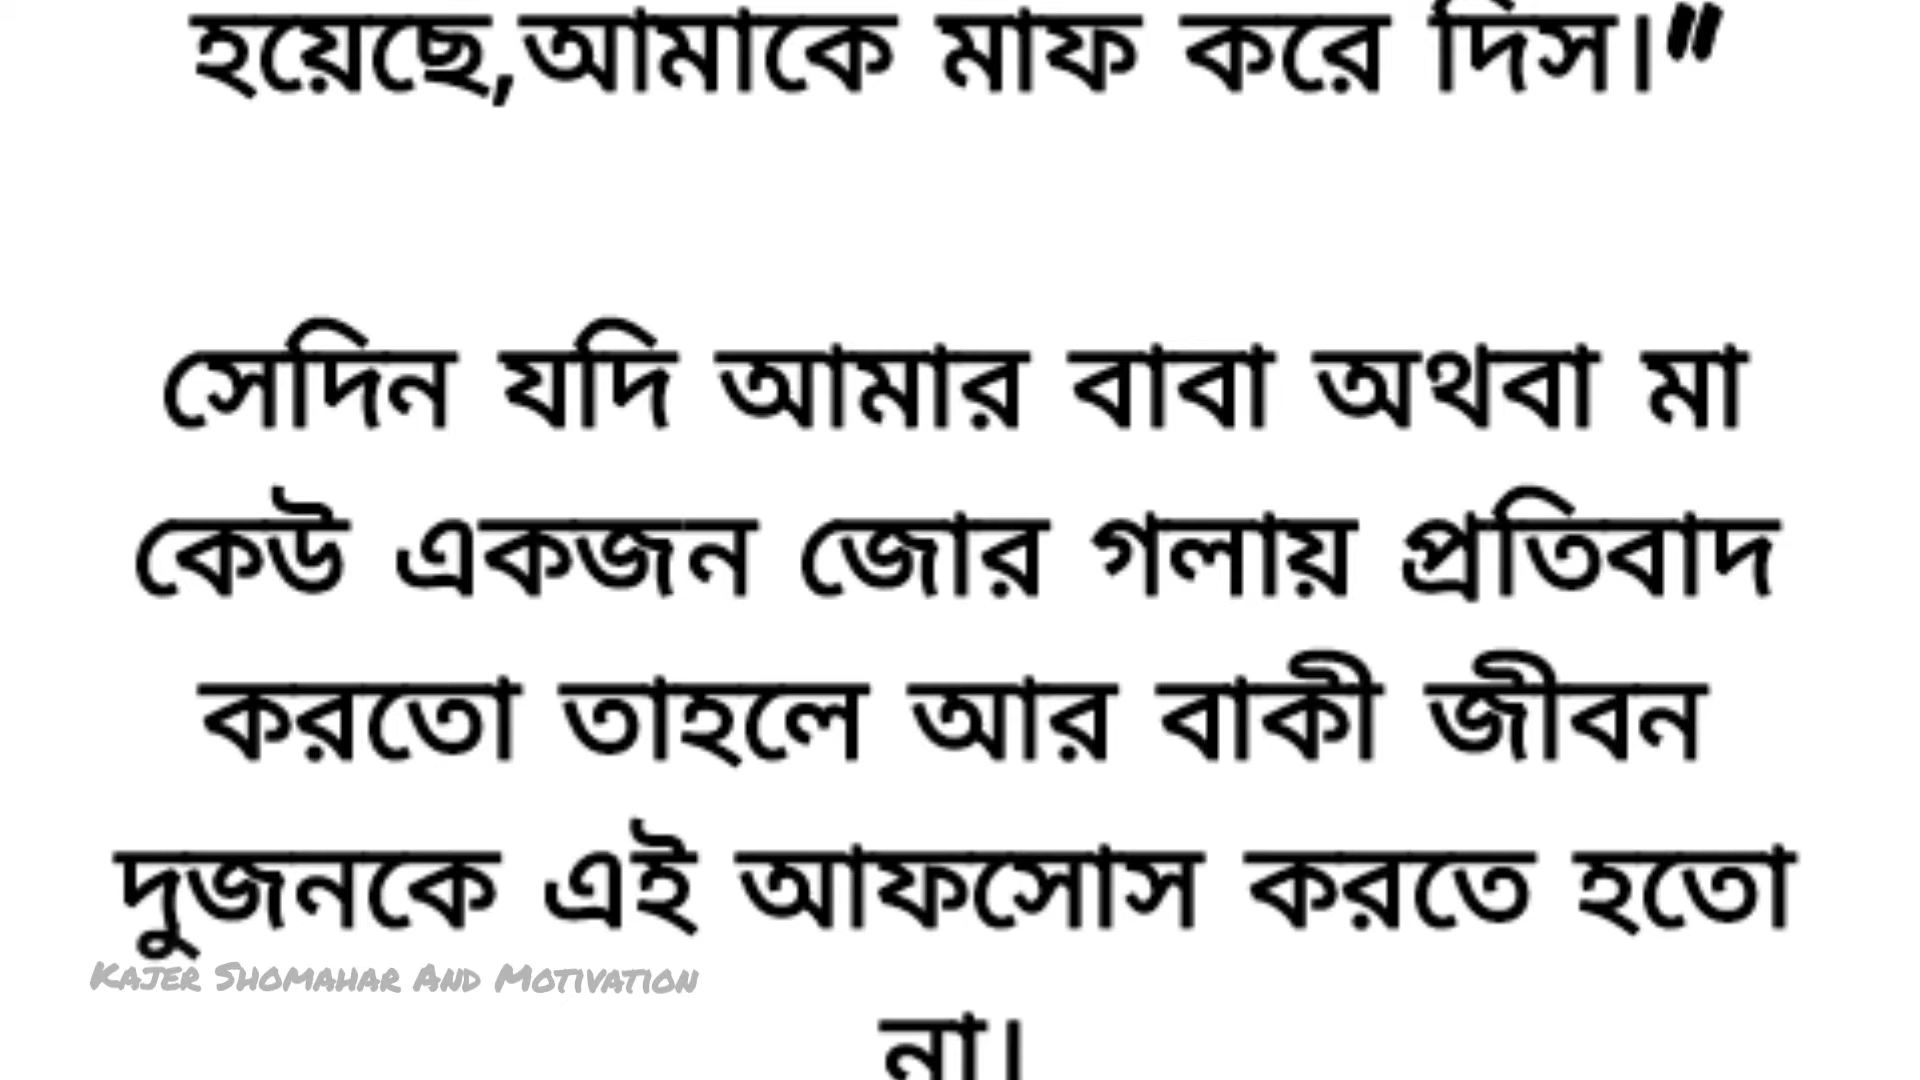 হয়েছে,আমাকে মাফ করে দিস।"
সেদিন যদি আমার বাবা অথবা মা
কেউ একজন জোর গলায় প্রতিবাদ
করতো তাহলে আর বাকী জীবন
দুজনকে এই আফসোস করতে হতো
Kajer Shomahar And Motivation
না।